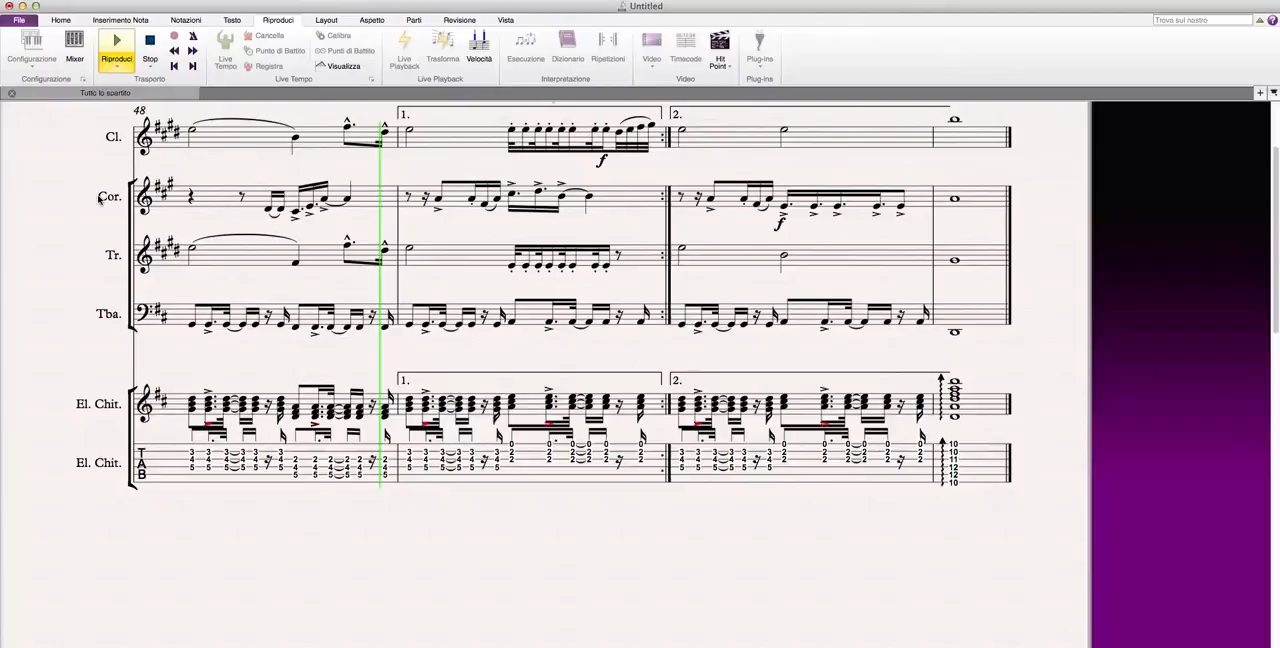 Untitled
File Home Inserimento Nota Notazioni Testo Riproduci Layout Aspetto Parti Revisione Vista Trova sul nastro
Configurazione Mixer Riproduci Stop Live Tempo Cancella Punto di Battito Registra Calibra Punti di Battito Visualizza Live Playback Trasforma Velocità Esecuzione Dizionario Ripetizioni Video Timecode Hit Point Plug-ins
Configurazione Trasporto Live Tempo Live Playback Interpretazione Video Plug-ins
Tutto lo spartito
48 1. 2.
Cl.
f
Cor.
f
Tr.
Tba.
1. 2.
El. Chit.
El. Chit.